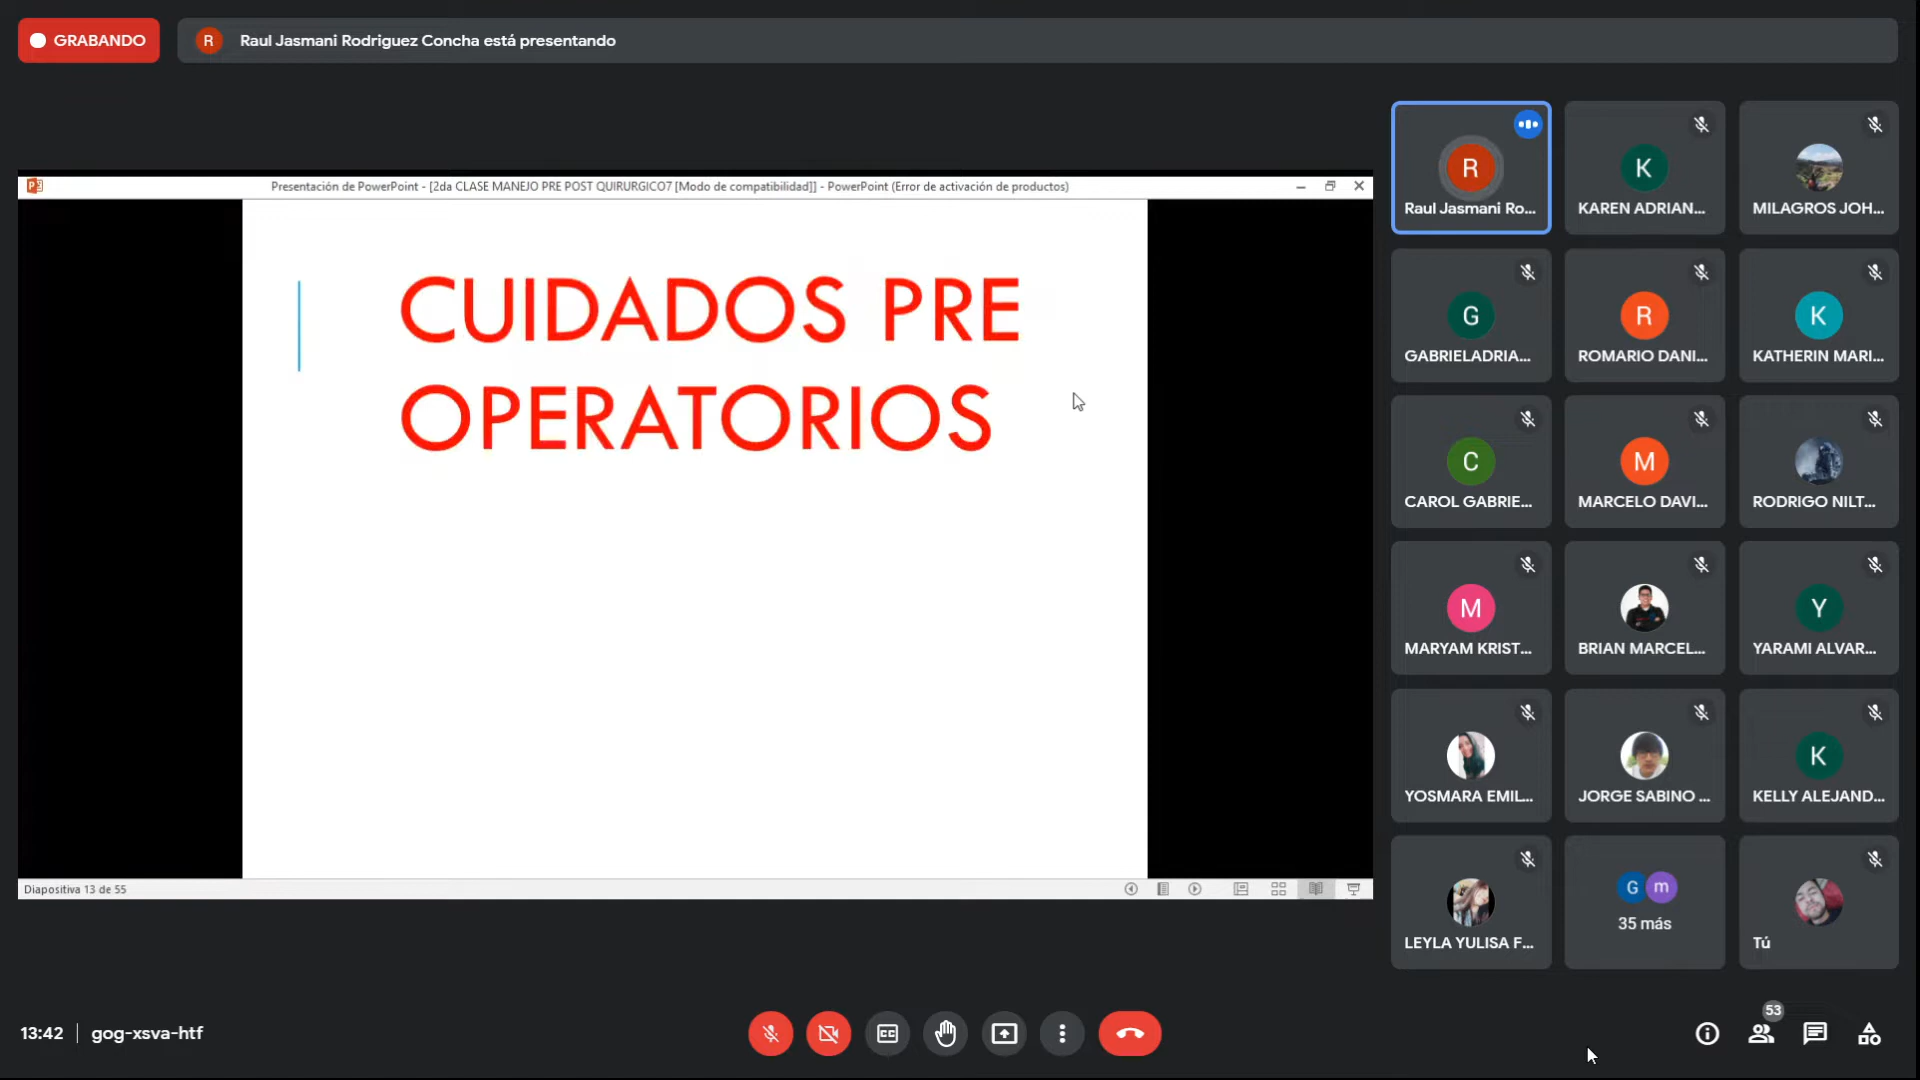 GRABANDO
R Raul Jasmani Rodriguez Concha está presentando
Presentación de PowerPoint - [2da CLASE MANEJO PRE POST QUIRURGICO7 [Modo de compatibilidad]] - PowerPoint (Error de activación de productos)
CUIDADOS PRE
OPERATORIOS
Diapositiva 13 de 55
R
Raul Jasmani Ro...
K
KAREN ADRIAN...
MILAGROS JOH...
G
GABRIELADRIA...
R
ROMARIO DANI...
K
KATHERIN MARI...
C
CAROL GABRIE...
M
MARCELO DAVI...
RODRIGO NILT...
M
MARYAM KRIST...
BRIAN MARCEL...
Y
YARAMI ALVAR...
YOSMARA EMIL...
JORGE SABINO ...
K
KELLY ALEJAND...
LEYLA YULISA F...
G m
35 más
Tú
13:42 | gog-xsva-htf
CC
53